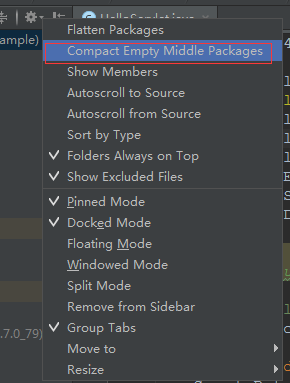 HelloServlet.java
ample)
Flatten Packages
Compact Empty Middle Packages
Show Members
Autoscroll to Source
Autoscroll from Source
Sort by Type
Folders Always on Top
Show Excluded Files
Pinned Mode
Docked Mode
Floating Mode
Windowed Mode
Split Mode
Remove from Sidebar
.7.0_79)
Group Tabs
Move to
Resize